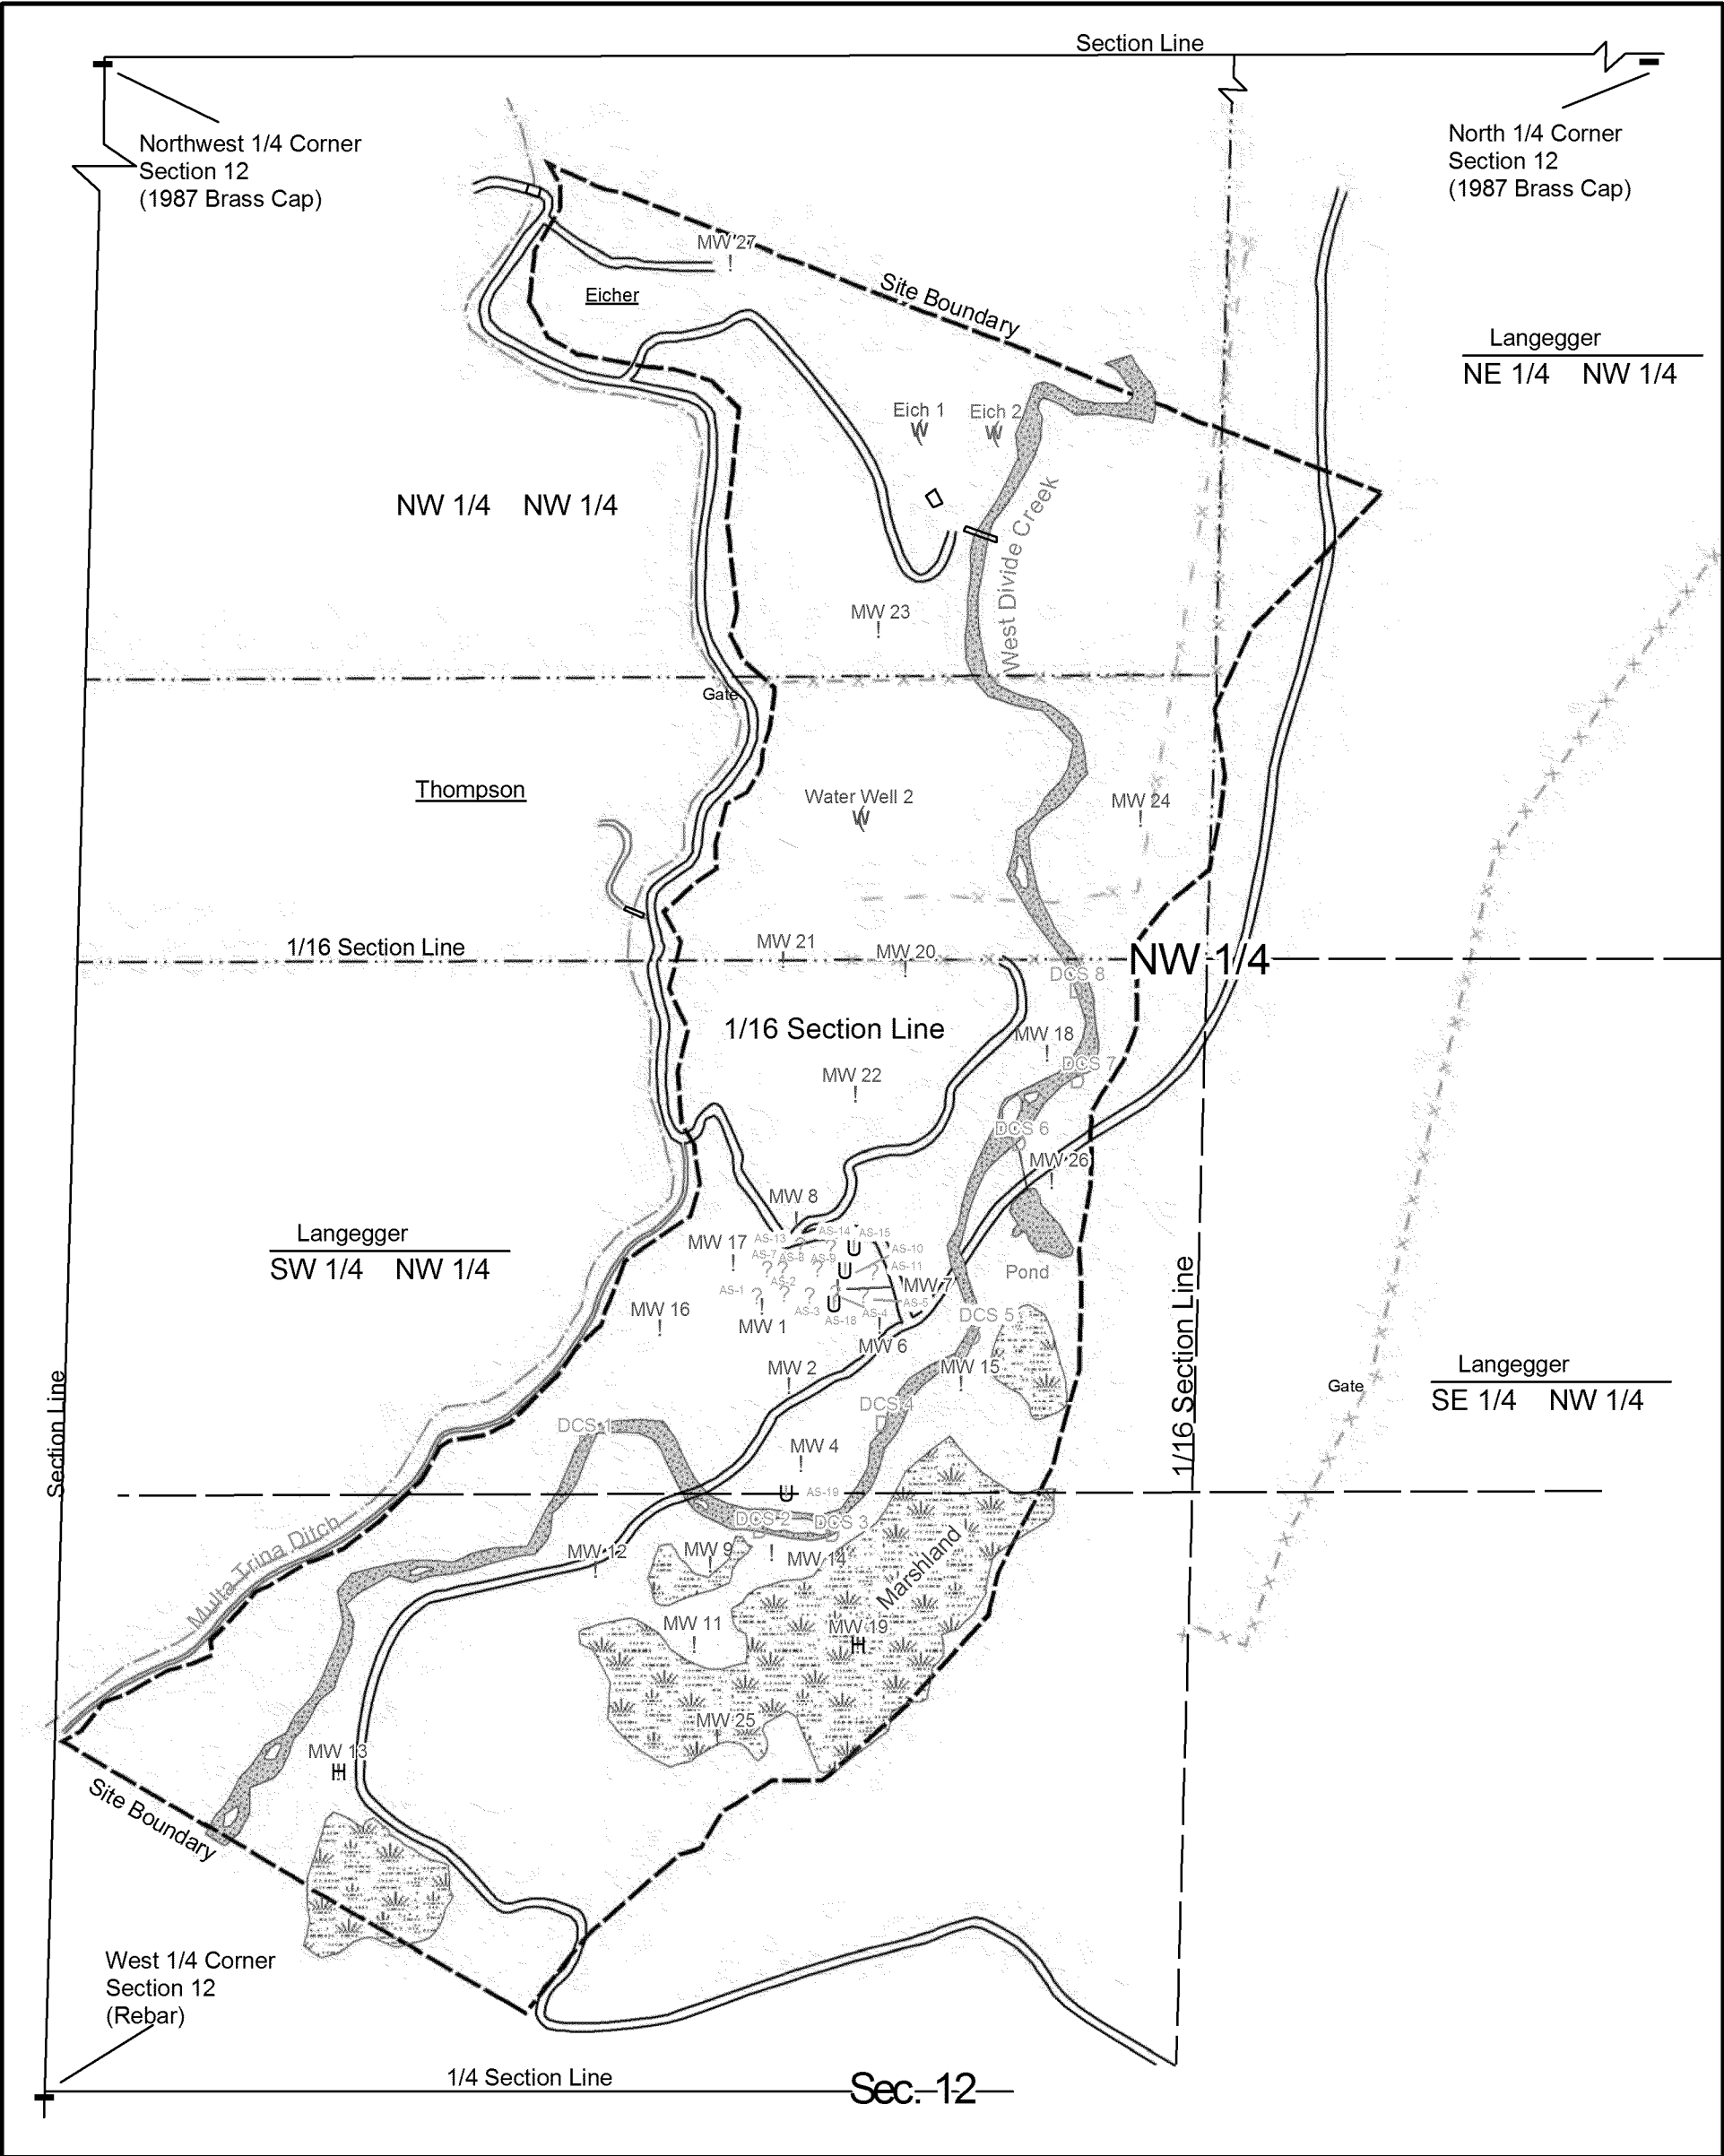 Section Line
Northwest 1/4 Corner
Section 12
(1987 Brass Cap)
North 1/4 Corner
Section 12
(1987 Brass Cap)
MW 27
Eicher
Site Boundary
Langegger
NE 1/4 NW 1/4
Eich 1
Eich 2
W
W
NW 1/4 NW 1/4
West Divide Creek
MW 23
Gate
Thompson
Water Well 2
W
MW 24
1/16 Section Line
MW 21
MW 20
NW 1/4
DCS 8
D
1/16 Section Line
MW 18
DCS 7
D
MW 22
DCS 6
D
MW 26
MW 8
Langegger
SW 1/4 NW 1/4
MW 17
AS-13
AS-14
AS-15
AS-7
AS-8
AS-9
U
AS-10
? ?
?
U
?
AS-11
AS-2
Pond
MW 7
AS-1
?
?
?
?
U
?
AS-3
AS-4
AS-5
AS-18
MW 16
MW 1
DCS 5
MW 6
1/16 Section Line
MW 2
MW 15
Langegger
SE 1/4 NW 1/4
Gate
Section Line
DCS 1
DCS 4
D
MW 4
U
AS-19
DCS 2
D
DCS 3
D
Multa-Trina Ditch
MW 12
MW 9
MW 14
Marshland
MW 11
MW 19
H
MW 25
MW 13
H
Site Boundary
West 1/4 Corner
Section 12
(Rebar)
1/4 Section Line
Sec. 12